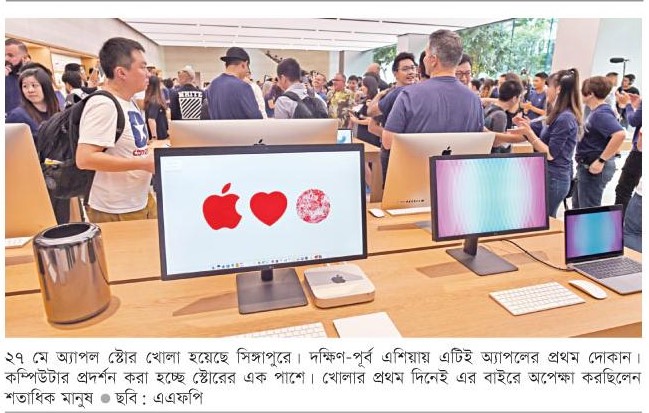 WHITE
২৭ মে অ্যাপল স্টোর খোলা হয়েছে সিঙ্গাপুরে। দক্ষিণ-পূর্ব এশিয়ায় এটিই অ্যাপলের প্রথম দোকান।
কম্পিউটার প্রদর্শন করা হচ্ছে স্টোরের এক পাশে। খোলার প্রথম দিনেই এর বাইরে অপেক্ষা করছিলেন
শতাধিক মানুষ ● ছবি : এএফপি